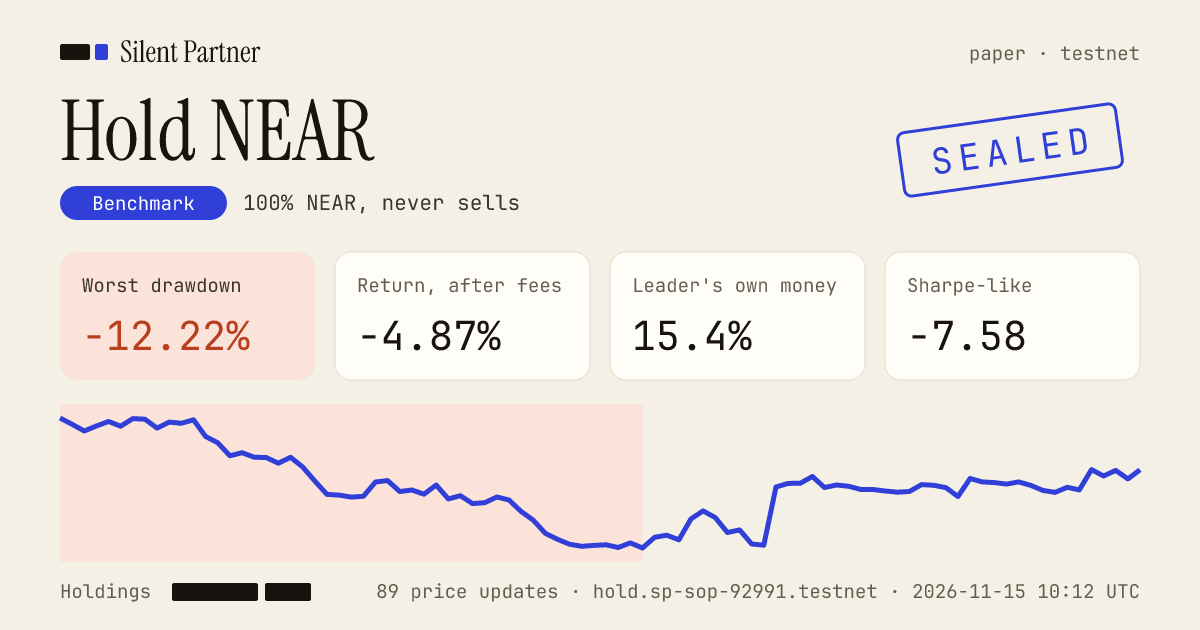 Silent Partner
paper · testnet
Hold NEAR
SEALED
Benchmark
100% NEAR, never sells
Worst drawdown
-12.22%
Return, after fees
-4.87%
Leader's own money
15.4%
Sharpe-like
-7.58
Holdings
89 price updates · hold.sp-sop-92991.testnet · 2026-11-15 10:12 UTC